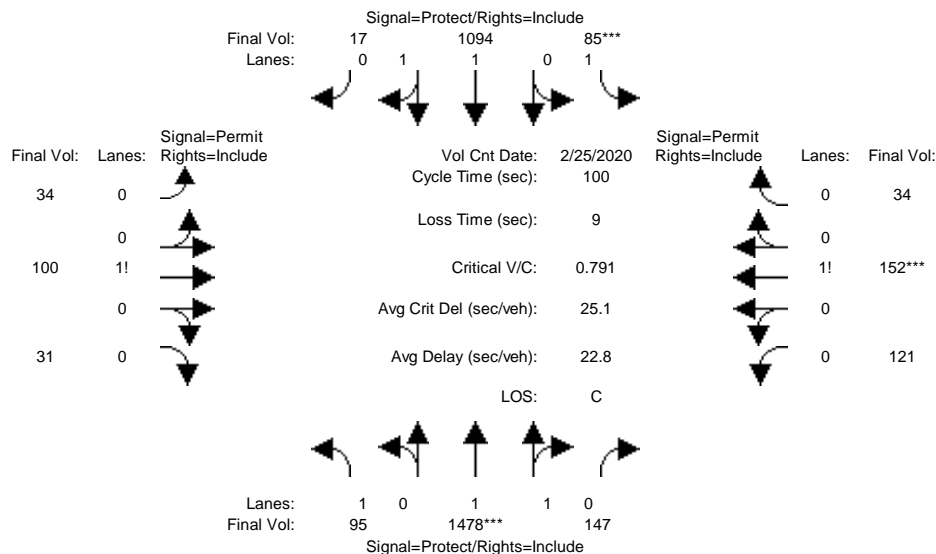 Signal=Protect/Rights=Include
Final Vol: 17 1094 85***
Lanes: 0 1 1 0 1
Signal=Permit Signal=Permit
Final Vol: Lanes: Rights=Include Vol Cnt Date: 2/25/2020 Rights=Include Lanes: Final Vol:
Cycle Time (sec): 100
34 0 0 34
Loss Time (sec): 9
0 0
100 1! Critical V/C: 0.791 1! 152***
0 Avg Crit Del (sec/veh): 25.1 0
31 0 Avg Delay (sec/veh): 22.8 0 121
LOS: C
Lanes: 1 0 1 1 0
Final Vol: 95 1478*** 147
Signal=Protect/Rights=Include